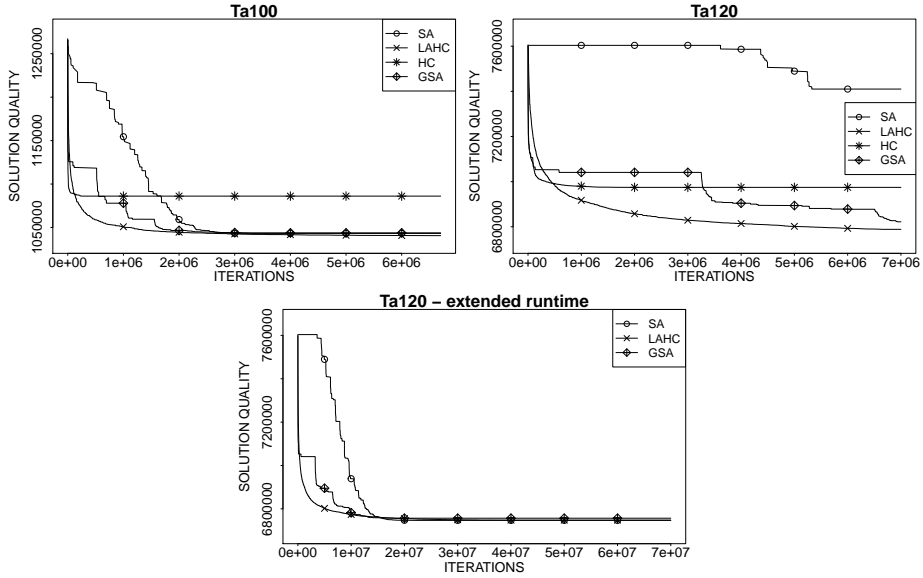 Ta100
SOLUTION QUALITY
1050000
1150000
1250000
SA
LAHC
HC
GSA
0e+00 1e+06 2e+06 3e+06 4e+06 5e+06 6e+06
ITERATIONS
Ta120
SOLUTION QUALITY
6800000
7200000
7600000
SA
LAHC
HC
GSA
0e+00 1e+06 2e+06 3e+06 4e+06 5e+06 6e+06 7e+06
ITERATIONS
Ta120 – extended runtime
SOLUTION QUALITY
6800000
7200000
7600000
SA
LAHC
GSA
0e+00 1e+07 2e+07 3e+07 4e+07 5e+07 6e+07 7e+07
ITERATIONS